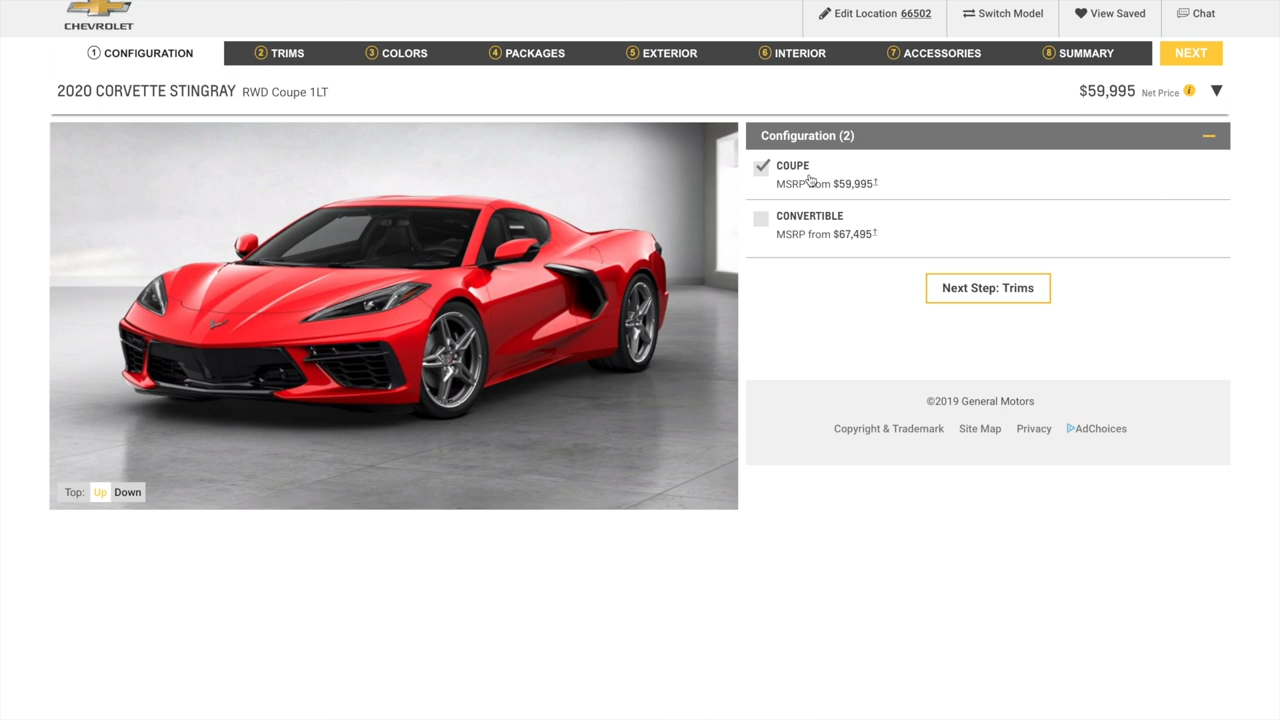 CHEVROLET
Edit Location 66502
Switch Model
View Saved
Chat
1 CONFIGURATION
2 TRIMS
3 COLORS
4 PACKAGES
5 EXTERIOR
6 INTERIOR
7 ACCESSORIES
8 SUMMARY
NEXT
2020 CORVETTE STINGRAY RWD Coupe 1LT
$59,995 Net Price i
Configuration (2)
COUPE
MSRP from $59,995†
CONVERTIBLE
MSRP from $67,495†
Next Step: Trims
©2019 General Motors
Copyright & Trademark Site Map Privacy AdChoices
Top: Up Down